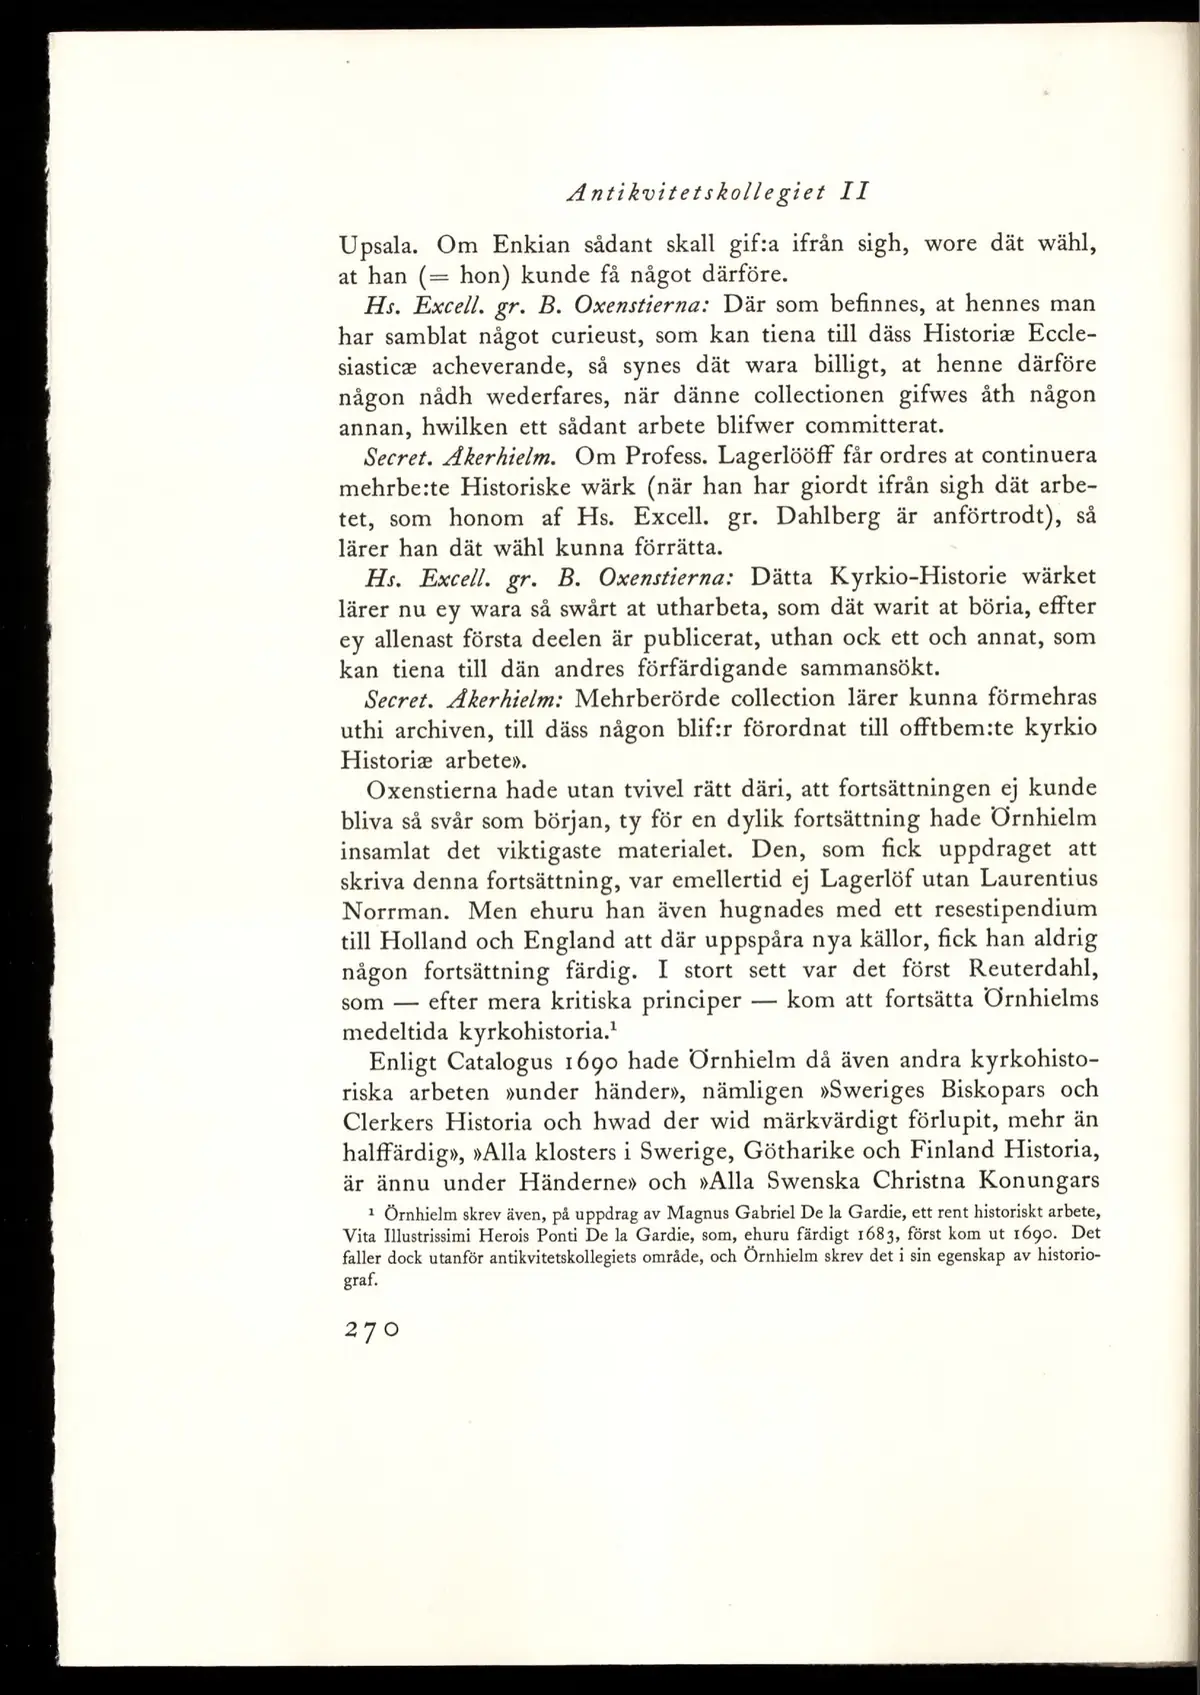 Antikvitetskollegiet II
Upsala. Om Enkian sådant skall gif:a ifrån sigh, wore dät wähl,
at han (= hon) kunde få något därföre.
Hs. Excell. gr. B. Oxenstierna: Där som befinnes, at hennes man
har samblat något curieust, som kan tiena till däss Historiæ Eccle-
siasticæ acheverande, så synes dät wara billigt, at henne därföre
någon nådh wederfares, när dänne collectionen gifwes åth någon
annan, hwilken ett sådant arbete blifwer committerat.
Secret. Åkerhielm. Om Profess. Lagerlööff får ordres at continuera
mehrbe:te Historiske wärk (när han har giordt ifrån sigh dät arbe-
tet, som honom af Hs. Excell. gr. Dahlberg är anförtrodt), så
lärer han dät wähl kunna förrätta.
Hs. Excell. gr. B. Oxenstierna: Dätta Kyrkio-Historie wärket
lärer nu ey wara så swårt at utharbeta, som dät warit at böria, effter
ey allenast första deelen är publicerat, uthan ock ett och annat, som
kan tiena till dän andres förfärdigande sammansökt.
Secret. Åkerhielm: Mehrberörde collection lärer kunna förmehras
uthi archiven, till däss någon blif:r förordnat till offtbem:te kyrkio
Historiæ arbete».
Oxenstierna hade utan tvivel rätt däri, att fortsättningen ej kunde
bliva så svår som början, ty för en dylik fortsättning hade Örnhielm
insamlat det viktigaste materialet. Den, som fick uppdraget att
skriva denna fortsättning, var emellertid ej Lagerlöf utan Laurentius
Norrman. Men ehuru han även hugnades med ett resestipendium
till Holland och England att där uppspåra nya källor, fick han aldrig
någon fortsättning färdig. I stort sett var det först Reuterdahl,
som — efter mera kritiska principer — kom att fortsätta Örnhielms
medeltida kyrkohistoria.¹
Enligt Catalogus 1690 hade Örnhielm då även andra kyrkohisto-
riska arbeten »under händer», nämligen »Sweriges Biskopars och
Clerkers Historia och hwad der wid märkvärdigt förlupit, mehr än
halffärdig», »Alla klosters i Swerige, Götharike och Finland Historia,
är ännu under Händerne» och »Alla Swenska Christna Konungars
¹ Örnhielm skrev även, på uppdrag av Magnus Gabriel De la Gardie, ett rent historiskt arbete,
Vita Illustrissimi Herois Ponti De la Gardie, som, ehuru färdigt 1683, först kom ut 1690. Det
faller dock utanför antikvitetskollegiets område, och Örnhielm skrev det i sin egenskap av historio-
graf.
270